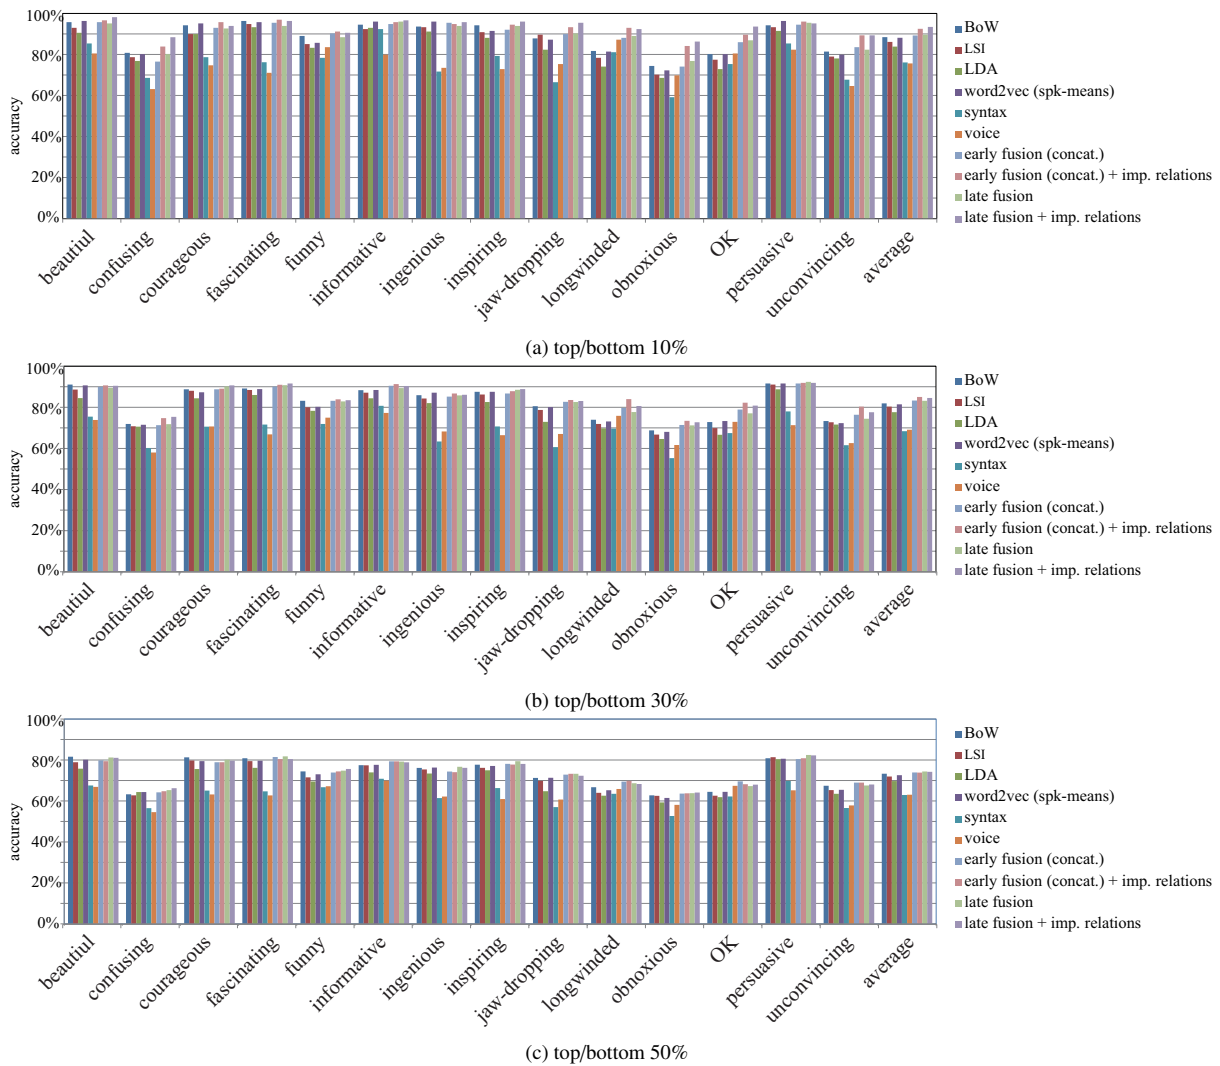 100%
80%
60%
40%
20%
0%
accuracy
beautiul
confusing
courageous
fascinating
funny
informative
ingenious
inspiring
jaw-dropping
longwinded
obnoxious
OK
persuasive
unconvincing
average
BoW
LSI
LDA
word2vec (spk-means)
syntax
voice
early fusion (concat.)
early fusion (concat.) + imp. relations
late fusion
late fusion + imp. relations
(a) top/bottom 10%
100%
80%
60%
40%
20%
0%
accuracy
beautiul
confusing
courageous
fascinating
funny
informative
ingenious
inspiring
jaw-dropping
longwinded
obnoxious
OK
persuasive
unconvincing
average
BoW
LSI
LDA
word2vec (spk-means)
syntax
voice
early fusion (concat.)
early fusion (concat.) + imp. relations
late fusion
late fusion + imp. relations
(b) top/bottom 30%
100%
80%
60%
40%
20%
0%
accuracy
beautiul
confusing
courageous
fascinating
funny
informative
ingenious
inspiring
jaw-dropping
longwinded
obnoxious
OK
persuasive
unconvincing
average
BoW
LSI
LDA
word2vec (spk-means)
syntax
voice
early fusion (concat.)
early fusion (concat.) + imp. relations
late fusion
late fusion + imp. relations
(c) top/bottom 50%